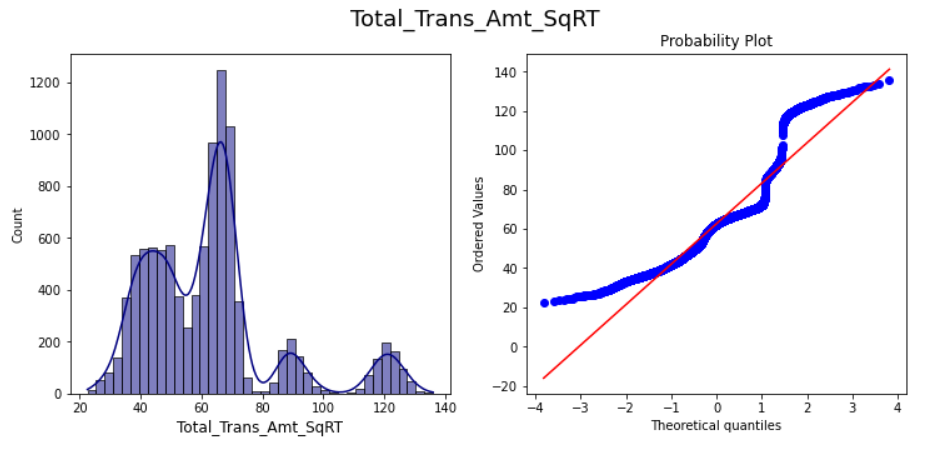 Total_Trans_Amt_SqRT
Probability Plot
Count
1200
1000
800
600
400
200
0
20 40 60 80 100 120 140
Total_Trans_Amt_SqRT
Ordered Values
140
120
100
80
60
40
20
0
−20
−4 −3 −2 −1 0 1 2 3 4
Theoretical quantiles